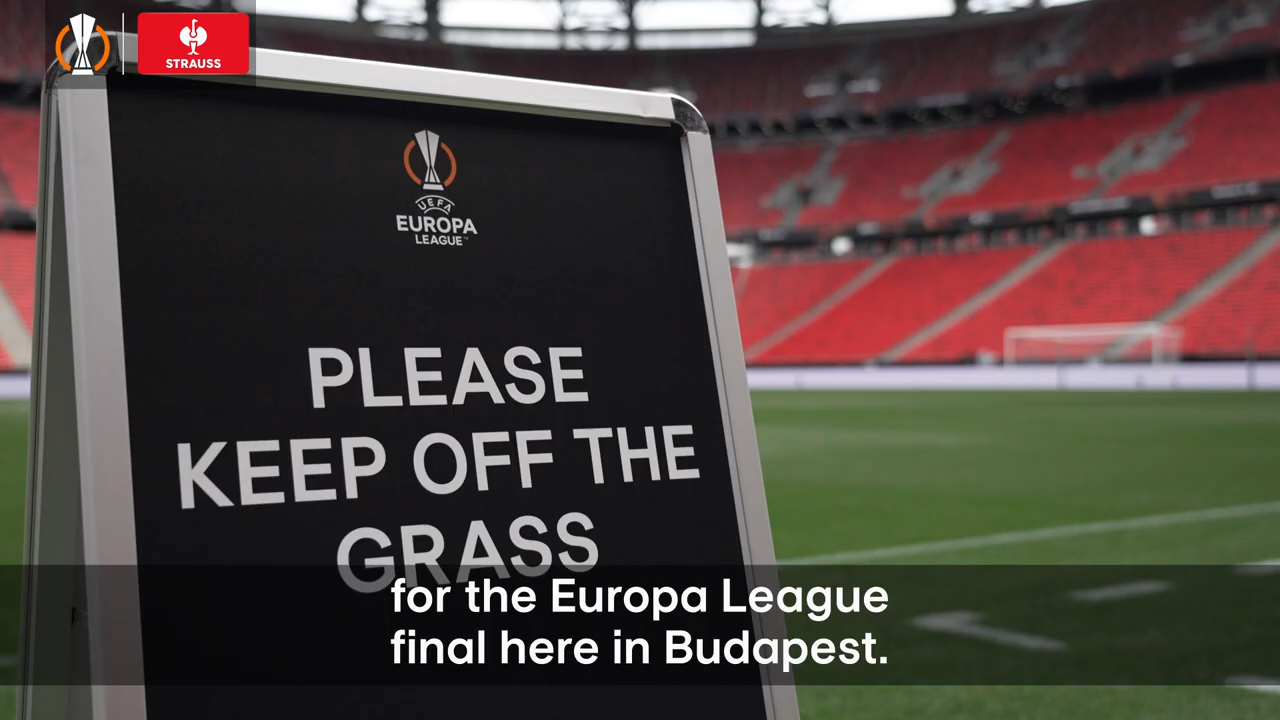 STRAUSS
UEFA
EUROPA
LEAGUE
PLEASE
KEEP OFF THE
GRASS
for the Europa League
final here in Budapest.